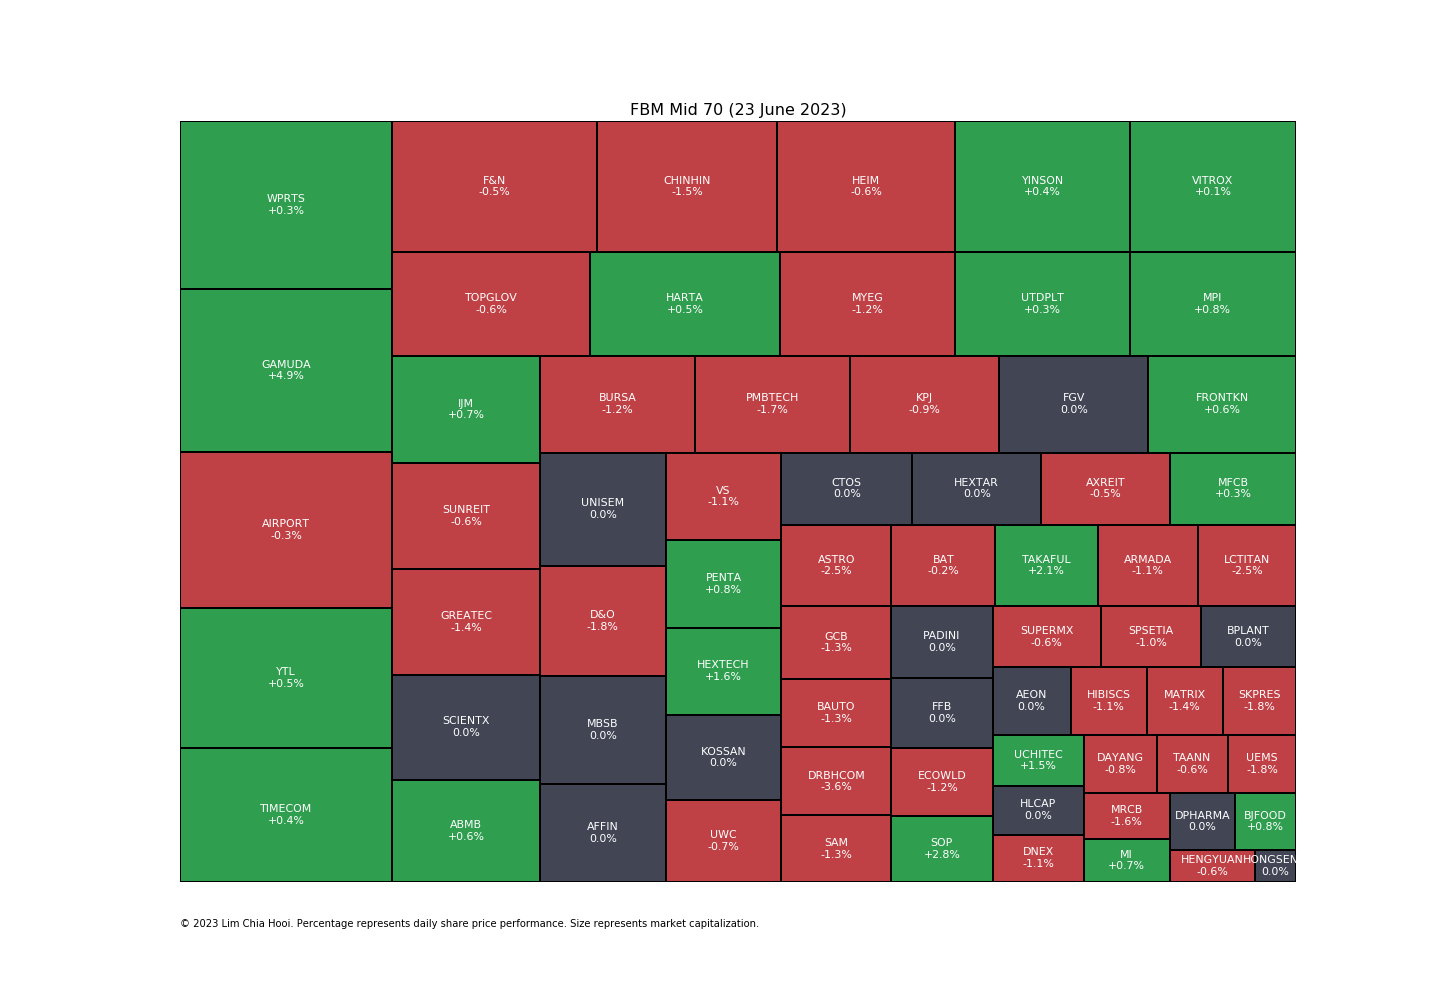 FBM Mid 70 (23 June 2023)
WPRTS
+0.3%
GAMUDA
+4.9%
AIRPORT
-0.3%
YTL
+0.5%
TIMECOM
+0.4%
F&N
-0.5%
CHINHIN
-1.5%
HEIM
-0.6%
YINSON
+0.4%
VITROX
+0.1%
TOPGLOV
-0.6%
HARTA
+0.5%
MYEG
-1.2%
UTDPLT
+0.3%
MPI
+0.8%
IJM
+0.7%
SUNREIT
-0.6%
GREATEC
-1.4%
SCIENTX
0.0%
ABMB
+0.6%
BURSA
-1.2%
PMBTECH
-1.7%
KPJ
-0.9%
FGV
0.0%
FRONTKN
+0.6%
UNISEM
0.0%
D&O
-1.8%
MBSB
0.0%
AFFIN
0.0%
VS
-1.1%
PENTA
+0.8%
HEXTECH
+1.6%
KOSSAN
0.0%
UWC
-0.7%
CTOS
0.0%
HEXTAR
0.0%
AXREIT
-0.5%
MFCB
+0.3%
ASTRO
-2.5%
BAT
-0.2%
TAKAFUL
+2.1%
ARMADA
-1.1%
LCTITAN
-2.5%
GCB
-1.3%
BAUTO
-1.3%
DRBHCOM
-3.6%
SAM
-1.3%
PADINI
0.0%
FFB
0.0%
ECOWLD
-1.2%
SOP
+2.8%
SUPERMX
-0.6%
SPSETIA
-1.0%
BPLANT
0.0%
AEON
0.0%
HIBISCS
-1.1%
MATRIX
-1.4%
SKPRES
-1.8%
UCHITEC
+1.5%
HLCAP
0.0%
DNEX
-1.1%
DAYANG
-0.8%
TAANN
-0.6%
UEMS
-1.8%
MRCB
-1.6%
MI
+0.7%
DPHARMA
0.0%
BJFOOD
+0.8%
HENGYUAN
-0.6%
HONGSENG
0.0%
© 2023 Lim Chia Hooi. Percentage represents daily share price performance. Size represents market capitalization.